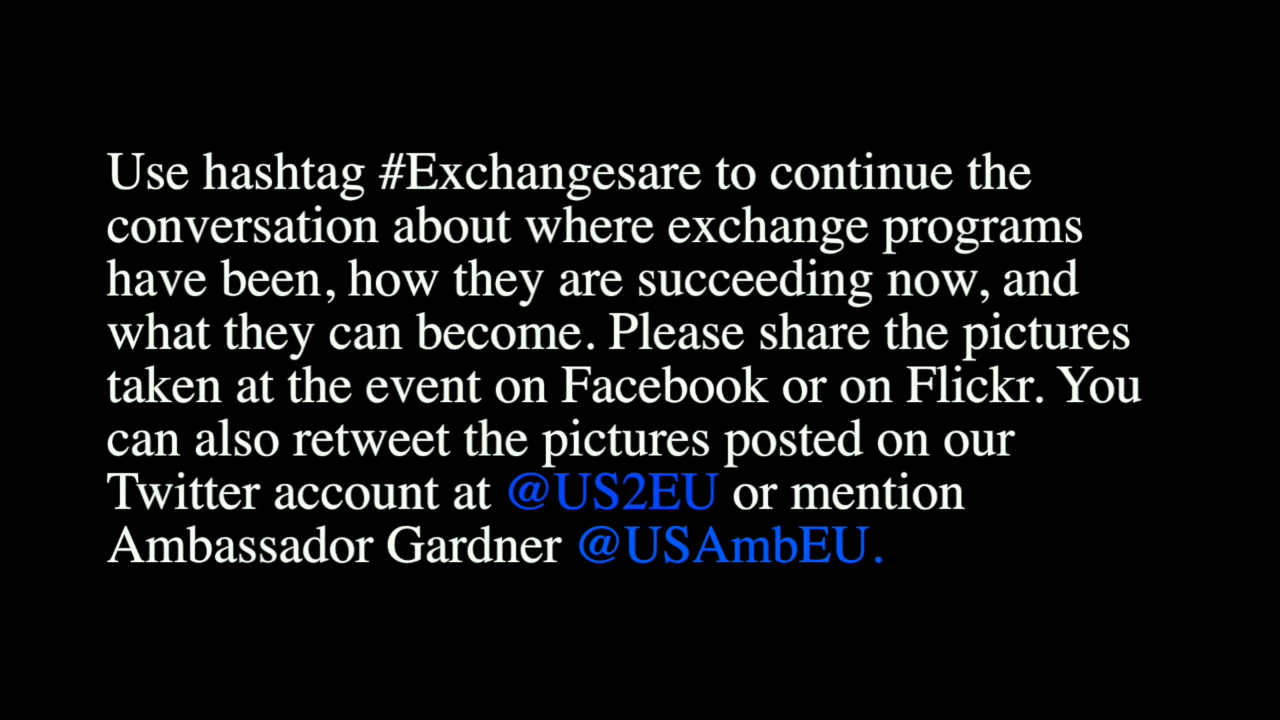 Use hashtag #Exchangesare to continue the
conversation about where exchange programs
have been, how they are succeeding now, and
what they can become. Please share the pictures
taken at the event on Facebook or on Flickr. You
can also retweet the pictures posted on our
Twitter account at @US2EU or mention
Ambassador Gardner @USAmbEU.